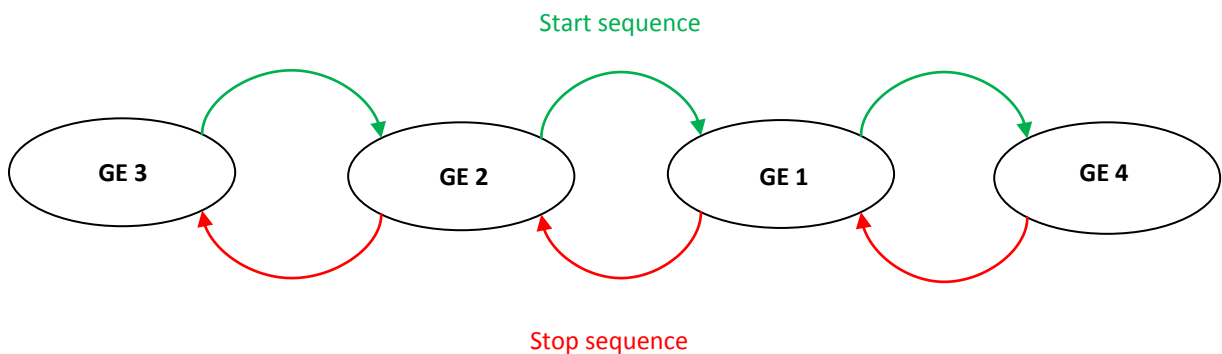 Start sequence
GE 3
GE 2
GE 1
GE 4
Stop sequence